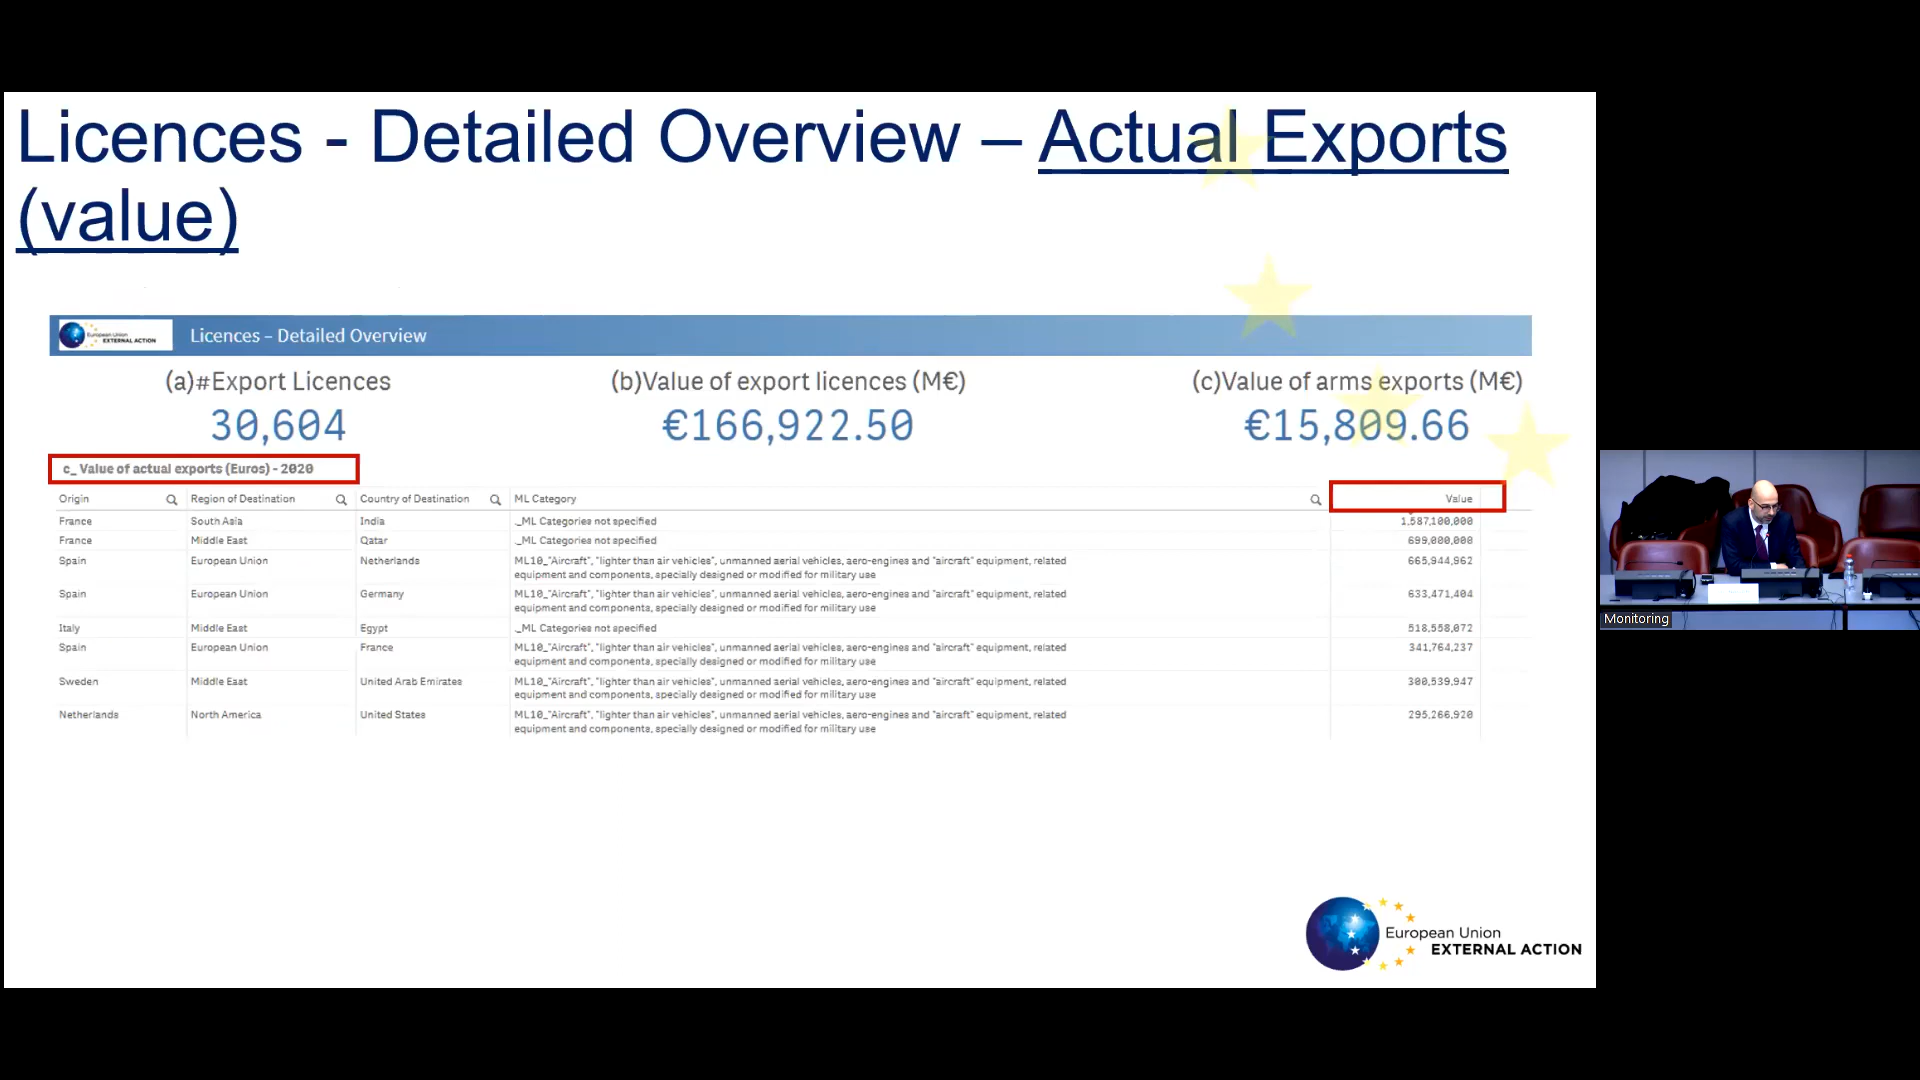 Licences - Detailed Overview – Actual Exports
(value)
European Union
EXTERNAL ACTION
Licences – Detailed Overview
(a)#Export Licences
30,604
(b)Value of export licences (M€)
€166,922.50
(c)Value of arms exports (M€)
€15,809.66
c_ Value of actual exports (Euros) - 2020
Origin Region of Destination Country of Destination ML Category Value
France South Asia India ._ML Categories not specified 1,587,100,000
France Middle East Qatar ._ML Categories not specified 699,000,000
Spain European Union Netherlands ML10_"Aircraft", "lighter than air vehicles", unmanned aerial vehicles, aero-engines and "aircraft" equipment, related 665,944,962
equipment and components, specially designed or modified for military use
Spain European Union Germany ML10_"Aircraft", "lighter than air vehicles", unmanned aerial vehicles, aero-engines and "aircraft" equipment, related 633,471,404
equipment and components, specially designed or modified for military use
Italy Middle East Egypt ._ML Categories not specified 518,558,072
Spain European Union France ML10_"Aircraft", "lighter than air vehicles", unmanned aerial vehicles, aero-engines and "aircraft" equipment, related 341,764,237
equipment and components, specially designed or modified for military use
Sweden Middle East United Arab Emirates ML10_"Aircraft", "lighter than air vehicles", unmanned aerial vehicles, aero-engines and "aircraft" equipment, related 300,539,947
equipment and components, specially designed or modified for military use
Netherlands North America United States ML10_"Aircraft", "lighter than air vehicles", unmanned aerial vehicles, aero-engines and "aircraft" equipment, related 295,266,920
equipment and components, specially designed or modified for military use
European Union
EXTERNAL ACTION
Monitoring